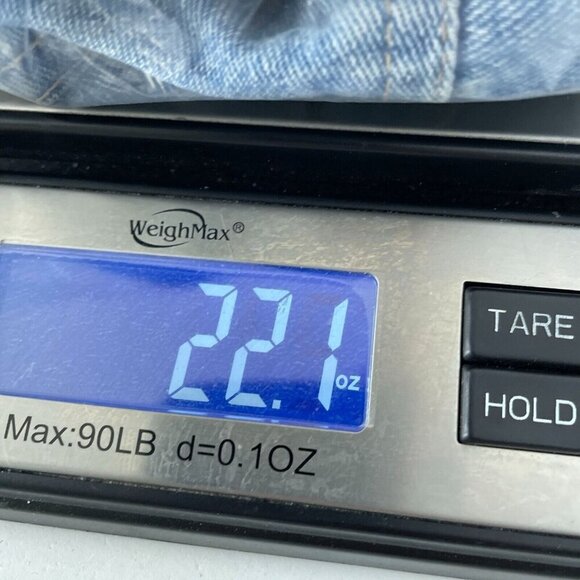 WeighMax®
22.1 oz
TARE
HOLD
Max:90LB d=0.1OZ